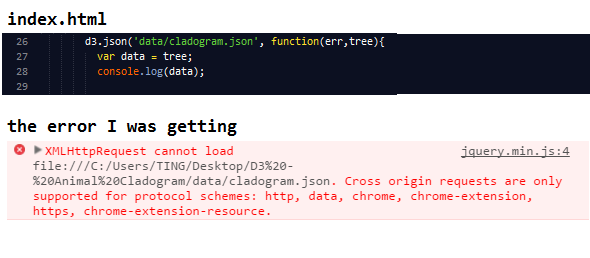 index.html
26 d3.json('data/cladogram.json', function(err,tree){
27 var data = tree;
28 console.log(data);
29
the error I was getting
XMLHttpRequest cannot load jquery.min.js:4
file:///C:/Users/TING/Desktop/D3%20-
%20Animal%20Cladogram/data/cladogram.json. Cross origin requests are only
supported for protocol schemes: http, data, chrome, chrome-extension,
https, chrome-extension-resource.